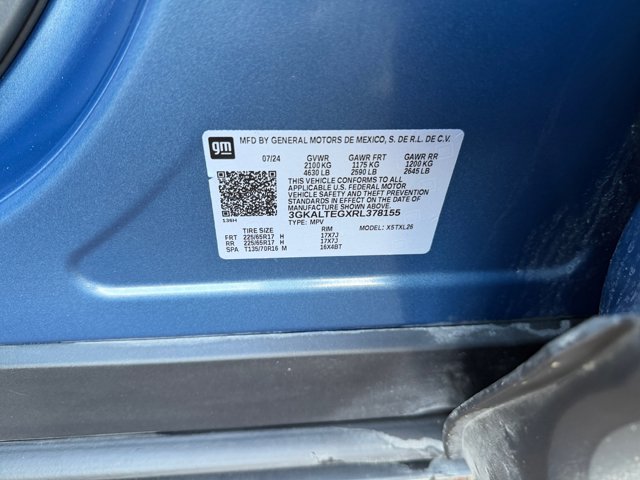 gm
MFD BY GENERAL MOTORS DE MEXICO, S. DE R.L. DE C.V.
07/24 GVWR GAWR FRT GAWR RR
2100 KG 1175 KG 1200 KG
4630 LB 2590 LB 2645 LB
THIS VEHICLE CONFORMS TO ALL
APPLICABLE U.S. FEDERAL MOTOR
VEHICLE SAFETY AND THEFT PREVENTION
STANDARDS IN EFFECT ON THE DATE OF
MANUFACTURE SHOWN ABOVE.
3GKALTEGXRL378155
136H
TYPE: MPV MODEL: X5TXL26
TIRE SIZE RIM
FRT 225/65R17 H 17X7J
RR 225/65R17 H 17X7J
SPA T135/70R16 M 16X4BT